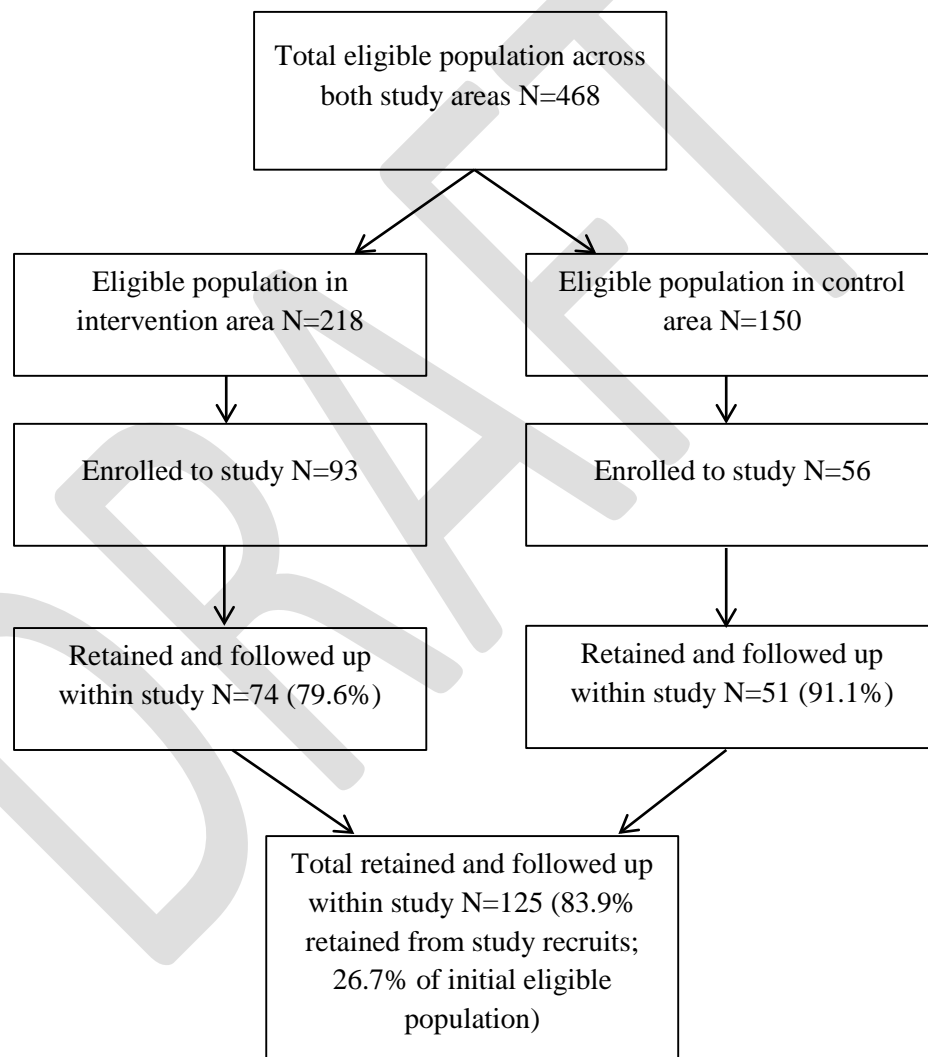 Total eligible population across
both study areas N=468
Eligible population in
intervention area N=218
Eligible population in control
area N=150
Enrolled to study N=93
Enrolled to study N=56
Retained and followed up
within study N=74 (79.6%)
Retained and followed up
within study N=51 (91.1%)
Total retained and followed up
within study N=125 (83.9%
retained from study recruits;
26.7% of initial eligible
population)
DRAFT